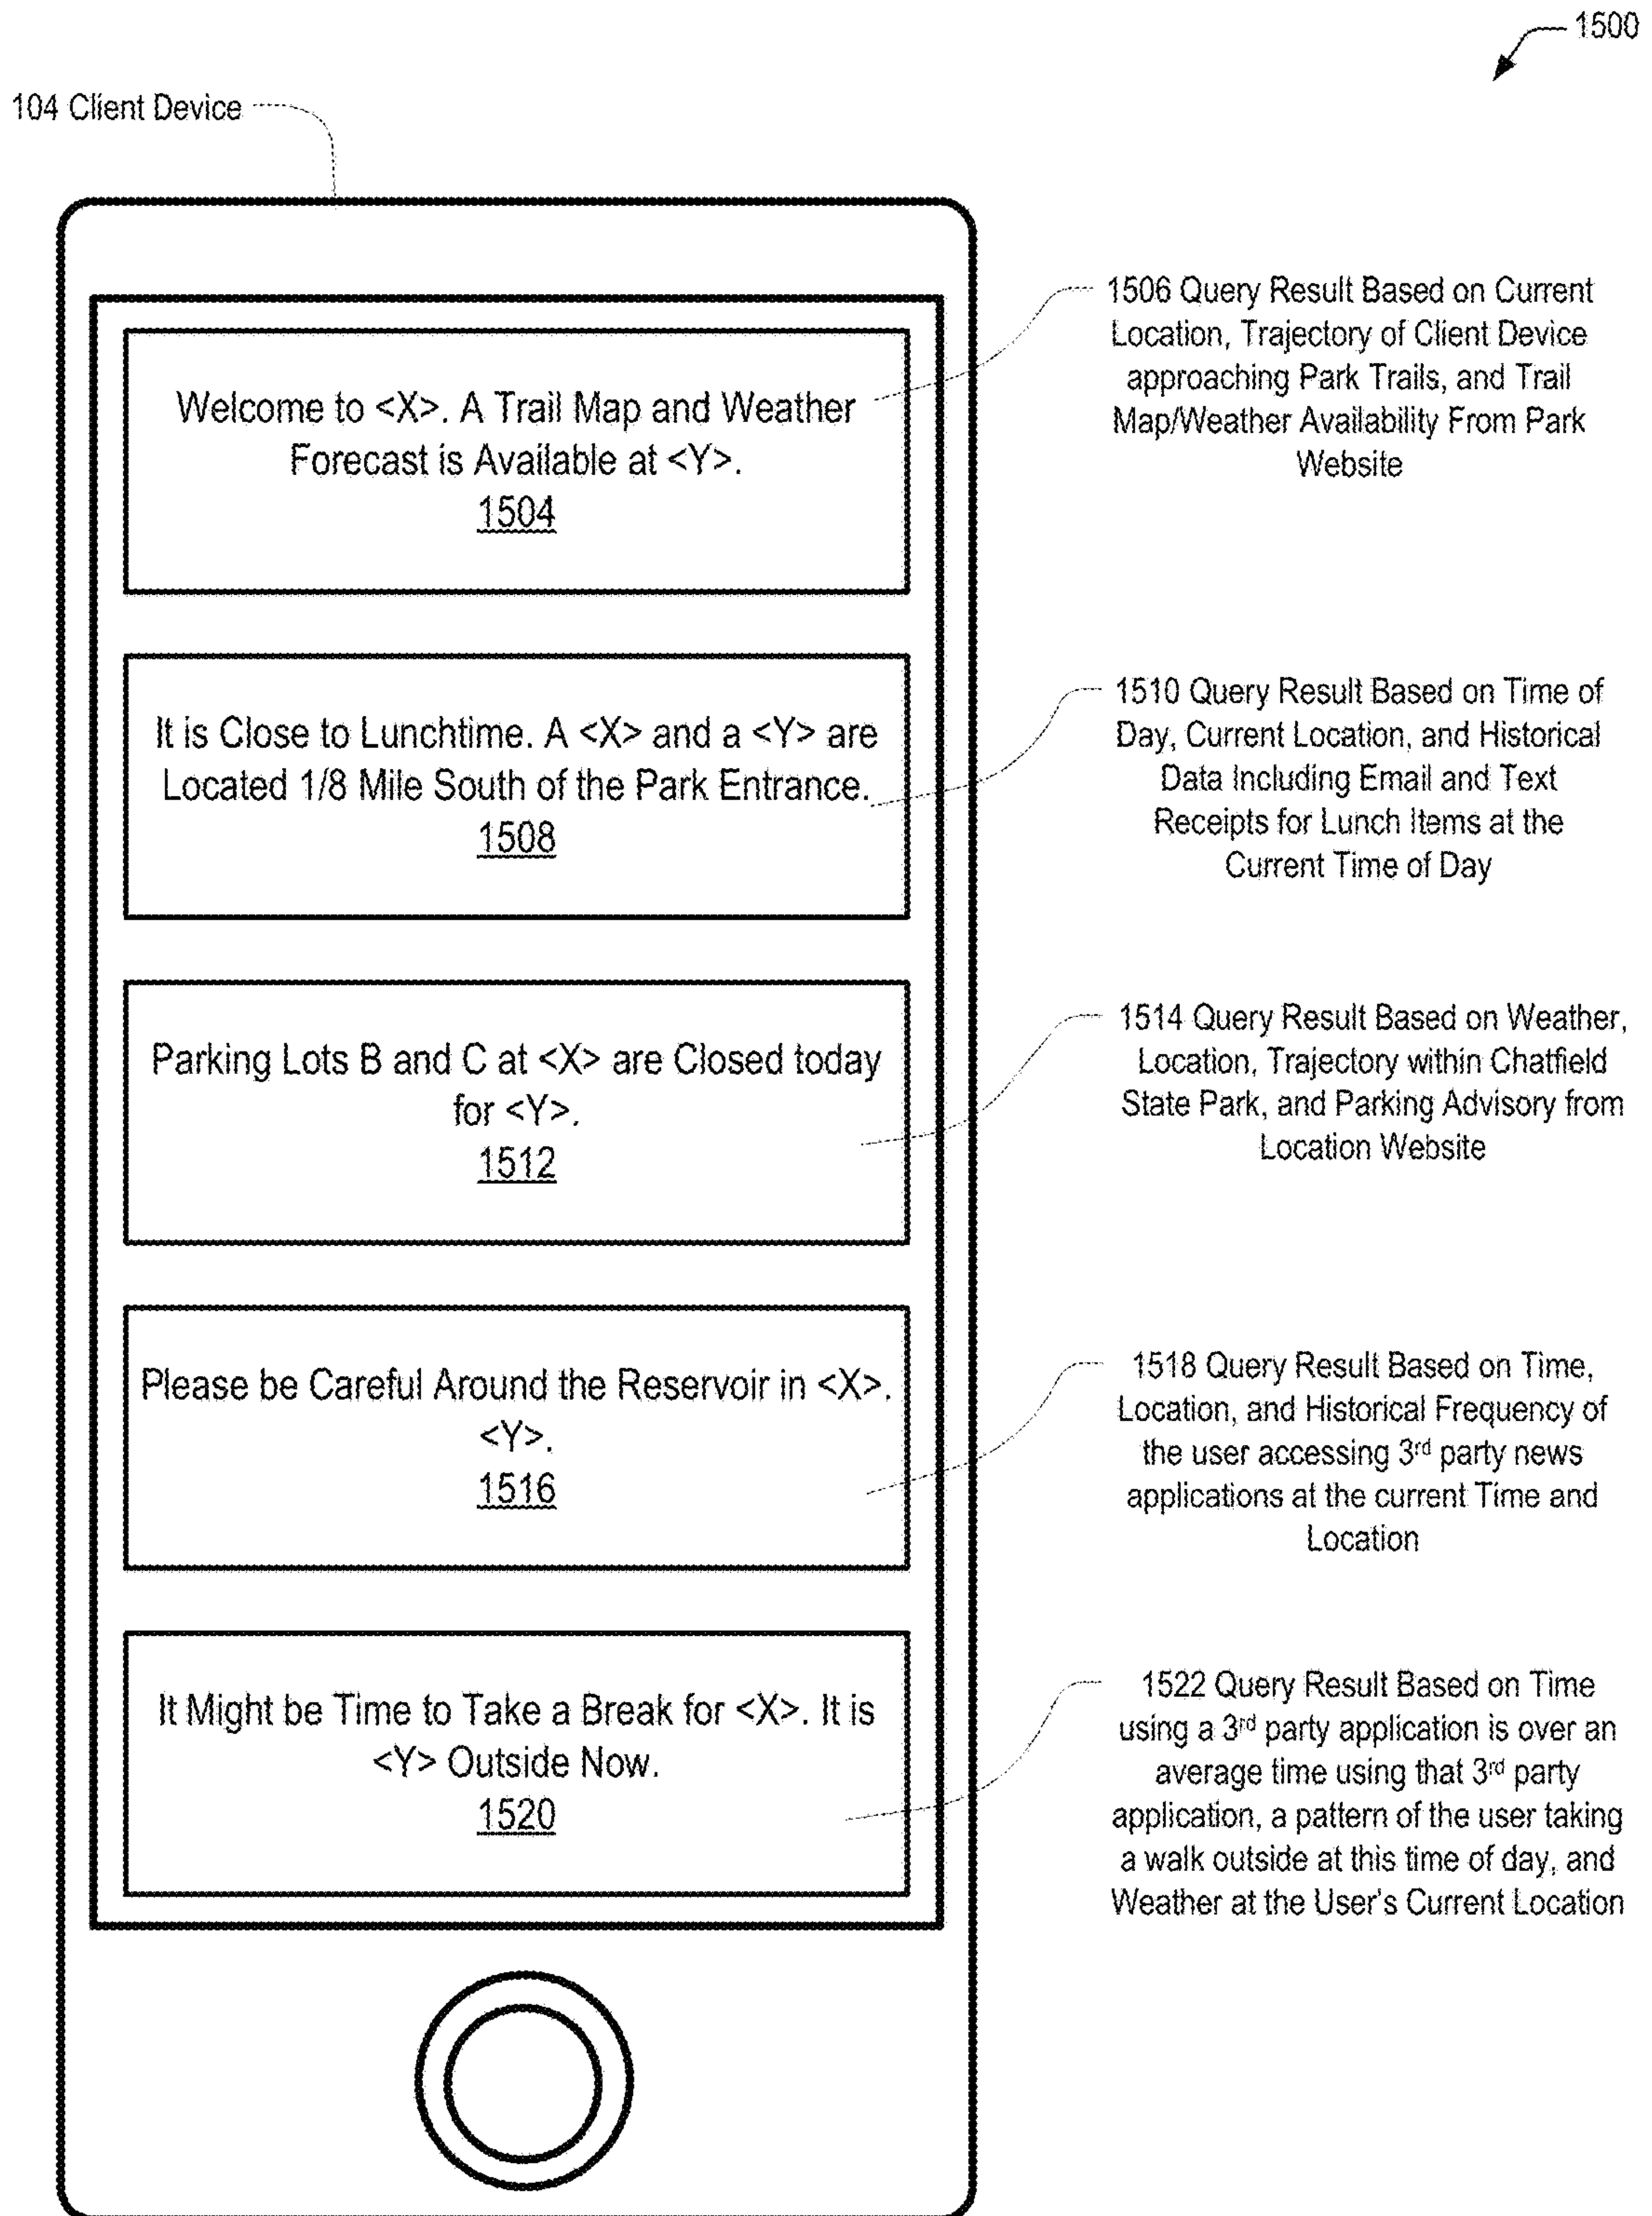 1500
104 Client Device
Welcome to <X>. A Trail Map and Weather
Forecast is Available at <Y>.
1504
1506 Query Result Based on Current
Location, Trajectory of Client Device
approaching Park Trails, and Trail
Map/Weather Availability From Park
Website
It is Close to Lunchtime. A <X> and a <Y> are
Located 1/8 Mile South of the Park Entrance.
1508
1510 Query Result Based on Time of
Day, Current Location, and Historical
Data Including Email and Text
Receipts for Lunch Items at the
Current Time of Day
Parking Lots B and C at <X> are Closed today
for <Y>.
1512
1514 Query Result Based on Weather,
Location, Trajectory within Chatfield
State Park, and Parking Advisory from
Location Website
Please be Careful Around the Reservoir in <X>.
<Y>.
1516
1518 Query Result Based on Time,
Location, and Historical Frequency of
the user accessing 3rd party news
applications at the current Time and
Location
It Might be Time to Take a Break for <X>. It is
<Y> Outside Now.
1520
1522 Query Result Based on Time
using a 3rd party application is over an
average time using that 3rd party
application, a pattern of the user taking
a walk outside at this time of day, and
Weather at the User's Current Location